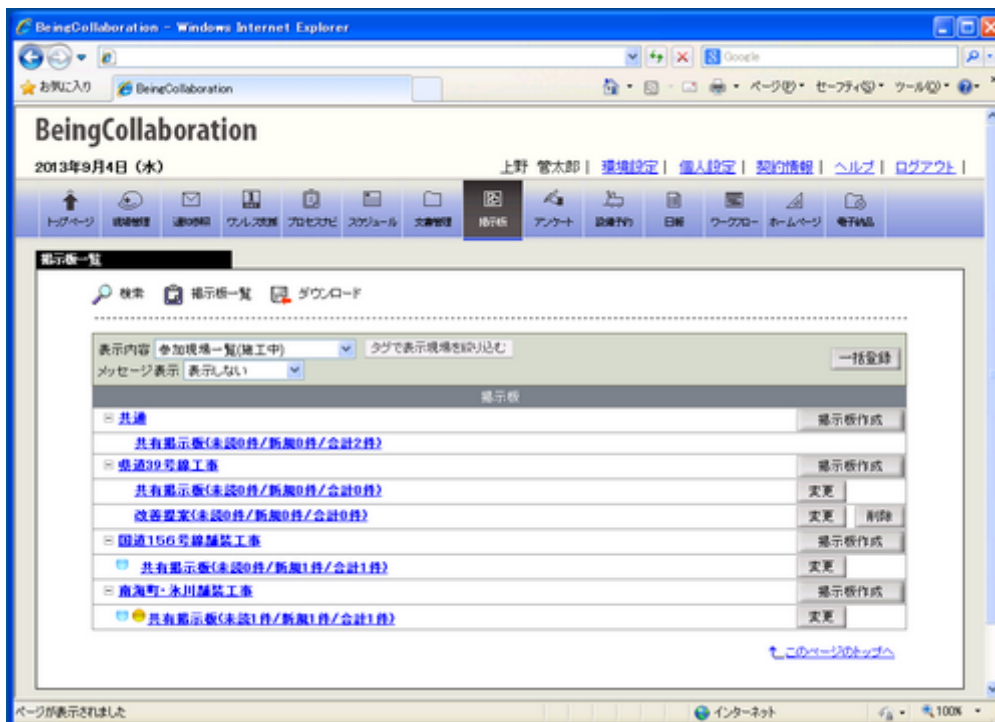 BeingCollaboration - Windows Internet Explorer
Google
お気に入り BeingCollaboration ページ(P) セーフティ(S) ツール(O)
BeingCollaboration
2013年9月4日（水） 上野 管太郎 | 環境設定 | 個人設定 | 契約情報 | ヘルプ | ログアウト |
トップページ 現場管理 ワンレス依頼 プロセスナビ スケジュール 文書管理 掲示板 アンケート 設備予約 日報 ワークフロー ホームページ 電子納品
掲示板一覧
検索 掲示板一覧 ダウンロード
表示内容 参加現場一覧(施工中) タグで表示現場を絞り込む
メッセージ表示 表示しない 一括登録
掲示板
共通 掲示板作成
共有掲示板(未読0件/新規0件/合計2件)
県道39号線工事 掲示板作成
共有掲示板(未読0件/新規0件/合計0件) 変更
改善提案(未読0件/新規0件/合計0件) 変更 削除
国道156号線舗装工事 掲示板作成
共有掲示板(未読0件/新規1件/合計1件) 変更
南海町・氷川舗装工事 掲示板作成
共有掲示板(未読1件/新規1件/合計1件) 変更
このページのトップへ
ページが表示されました インターネット 100%